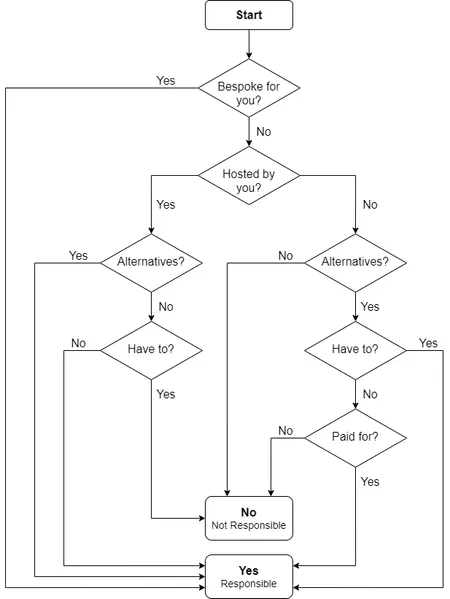 Start
Yes
Bespoke for
you?
No
Hosted by
you?
Yes
No
Yes
Alternatives?
No
Alternatives?
No
Yes
No
Have to?
Have to?
Yes
Yes
No
No
Paid for?
Yes
No
Not Responsible
Yes
Responsible